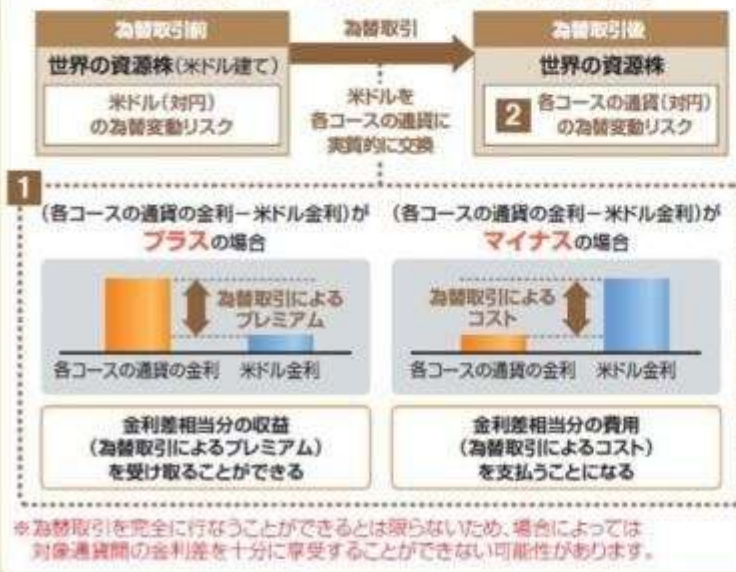 為替取引前
為替取引
為替取引後
世界の資源株(米ドル建て)
米ドル(対円)
の為替変動リスク
米ドルを
各コースの通貨に
実質的に交換
世界の資源株
2 各コースの通貨(対円)
の為替変動リスク
1
(各コースの通貨の金利-米ドル金利)が
プラスの場合
為替取引による
プレミアム
各コースの通貨の金利 米ドル金利
金利差相当分の収益
(為替取引によるプレミアム)
を受け取ることができる
(各コースの通貨の金利-米ドル金利)が
マイナスの場合
為替取引による
コスト
各コースの通貨の金利 米ドル金利
金利差相当分の費用
(為替取引によるコスト)
を支払うことになる
※為替取引を完全に行なうことができるとは限らないため、場合によっては
対象通貨間の金利差を十分に享受することができない可能性があります。